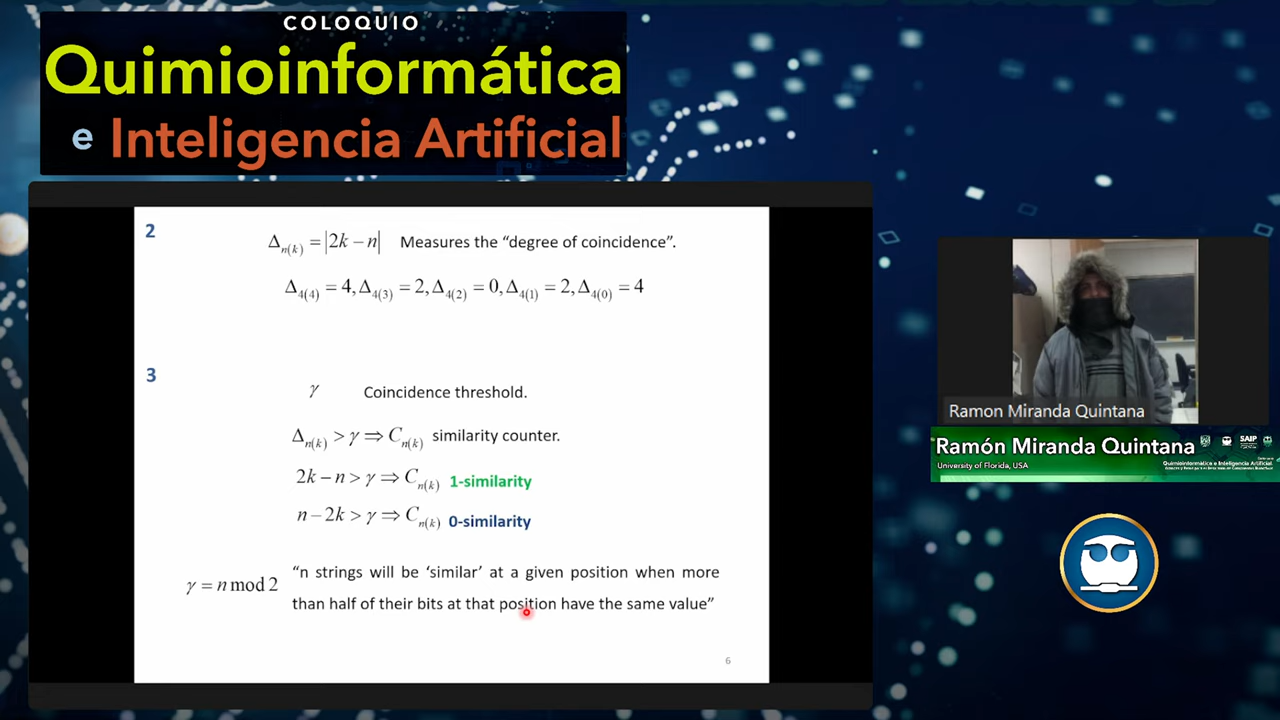 COLOQUIO
Quimioinformática
e Inteligencia Artificial
2
Δn(k) = |2k − n| Measures the “degree of coincidence”.
Δ4(4) = 4, Δ4(3) = 2, Δ4(2) = 0, Δ4(1) = 2, Δ4(0) = 4
3
γ Coincidence threshold.
Δn(k) > γ ⇒ Cn(k) similarity counter.
2k − n > γ ⇒ Cn(k) 1-similarity
n − 2k > γ ⇒ Cn(k) 0-similarity
γ = n mod 2 “n strings will be ‘similar’ at a given position when more
than half of their bits at that position have the same value”
6
Ramon Miranda Quintana
Ramón Miranda Quintana
University of Florida, USA
SAIP
Quimioinformática e Inteligencia Artificial